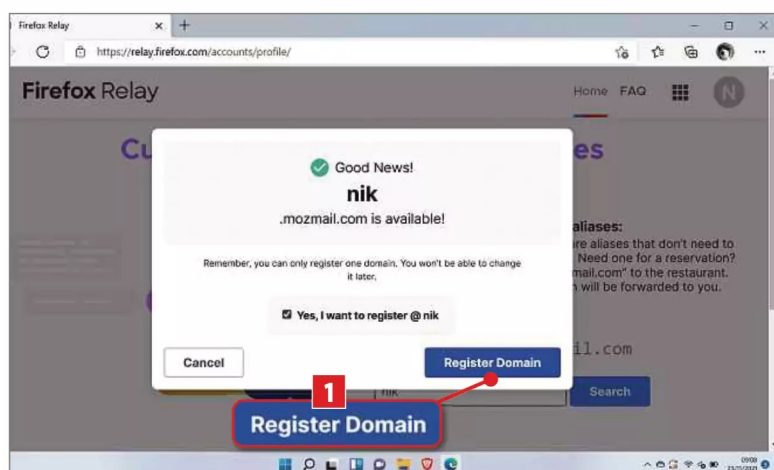 Firefox Relay
https://relay.firefox.com/accounts/profile/
Firefox Relay
Home FAQ
N
Cu
es
Good News!
nik
.mozmail.com is available!
Remember, you can only register one domain. You won't be able to change
it later.
Yes, I want to register @ nik
Cancel
Register Domain
aliases:
re aliases that don't need to
Need one for a reservation?
mail.com" to the restaurant.
will be forwarded to you.
il.com
nik
Search
1
Register Domain
09:08